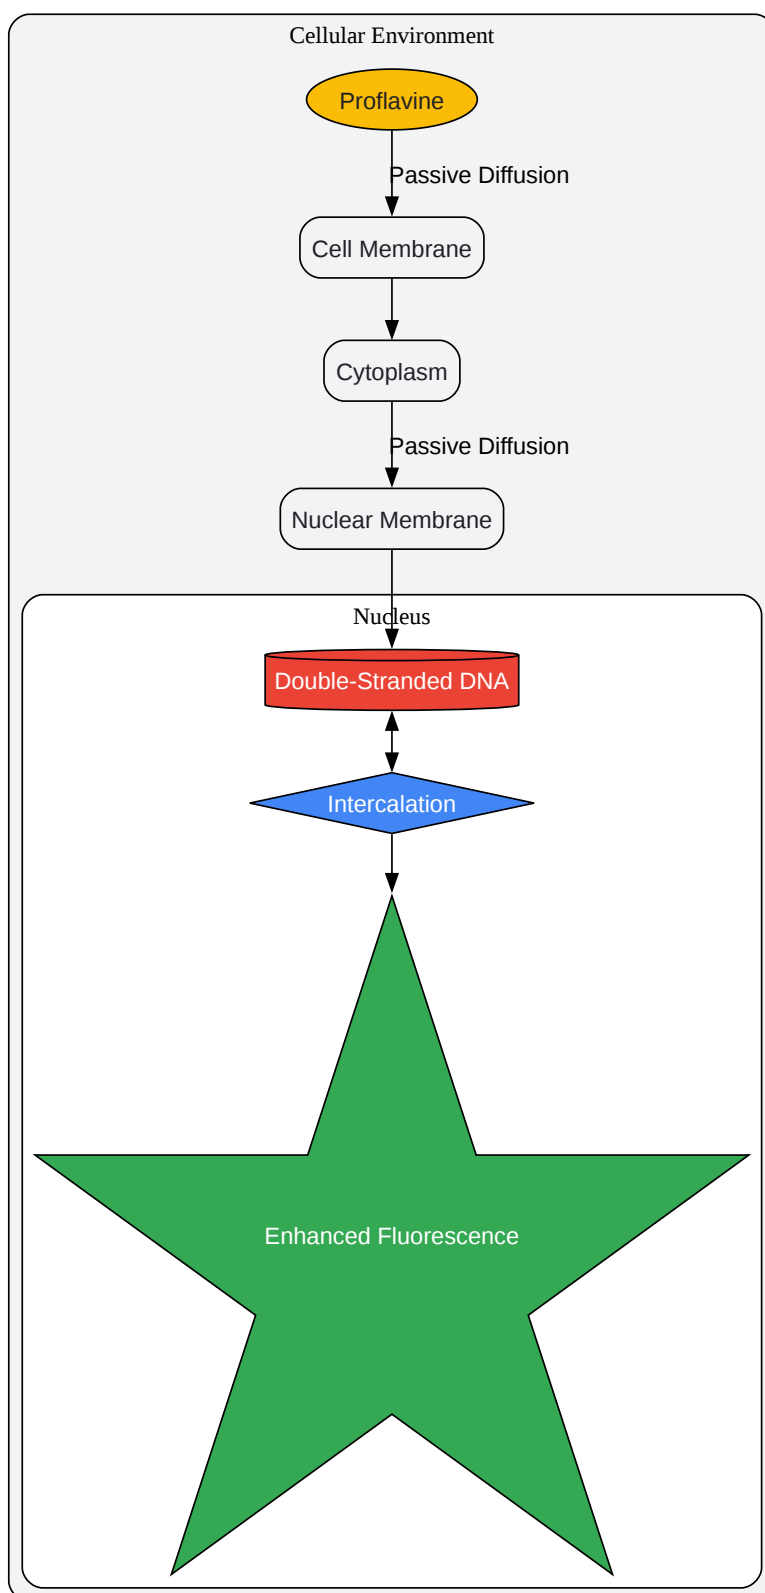 Cellular Environment
Proflavine
Passive Diffusion
Cell Membrane
Cytoplasm
Passive Diffusion
Nuclear Membrane
Nucleus
Double-Stranded DNA
Intercalation
Enhanced Fluorescence